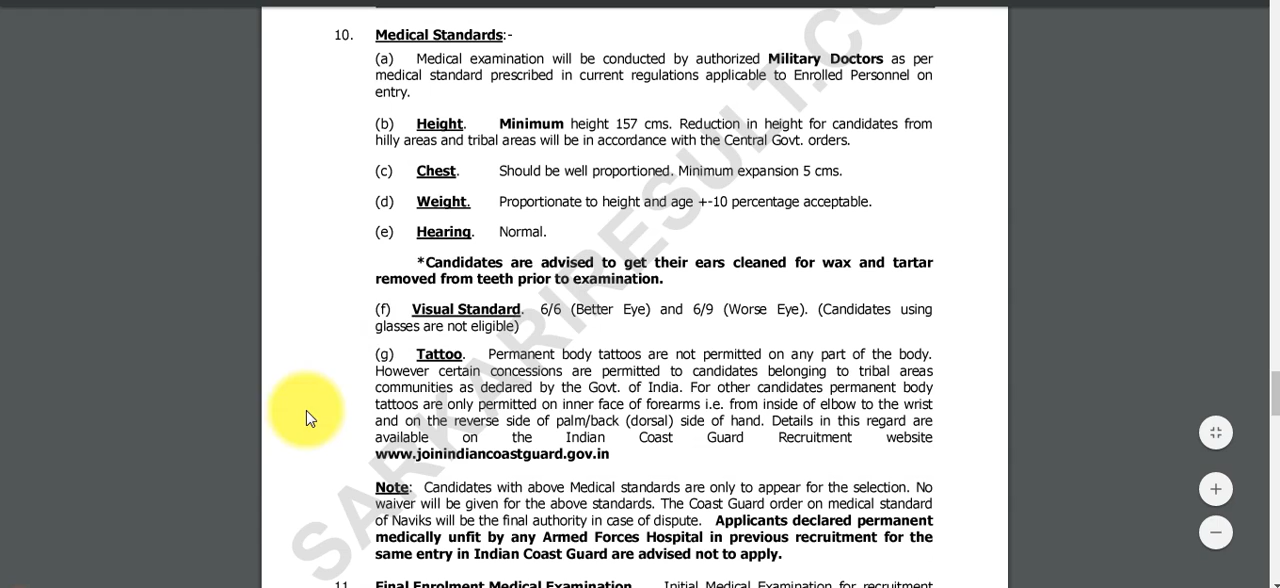 10. Medical Standards:-
(a) Medical examination will be conducted by authorized Military Doctors as per
medical standard prescribed in current regulations applicable to Enrolled Personnel on
entry.
(b) Height. Minimum height 157 cms. Reduction in height for candidates from
hilly areas and tribal areas will be in accordance with the Central Govt. orders.
(c) Chest. Should be well proportioned. Minimum expansion 5 cms.
(d) Weight. Proportionate to height and age +-10 percentage acceptable.
(e) Hearing. Normal.
*Candidates are advised to get their ears cleaned for wax and tartar
removed from teeth prior to examination.
(f) Visual Standard. 6/6 (Better Eye) and 6/9 (Worse Eye). (Candidates using
glasses are not eligible)
(g) Tattoo. Permanent body tattoos are not permitted on any part of the body.
However certain concessions are permitted to candidates belonging to tribal areas
communities as declared by the Govt. of India. For other candidates permanent body
tattoos are only permitted on inner face of forearms i.e. from inside of elbow to the wrist
and on the reverse side of palm/back (dorsal) side of hand. Details in this regard are
available on the Indian Coast Guard Recruitment website
www.joinindiancoastguard.gov.in
Note: Candidates with above Medical standards are only to appear for the selection. No
waiver will be given for the above standards. The Coast Guard order on medical standard
of Naviks will be the final authority in case of dispute. Applicants declared permanent
medically unfit by any Armed Forces Hospital in previous recruitment for the
same entry in Indian Coast Guard are advised not to apply.
11. Final Enrolment Medical Examination. Initial Medical Examination for recruitment
SARKARIRESULT.CO